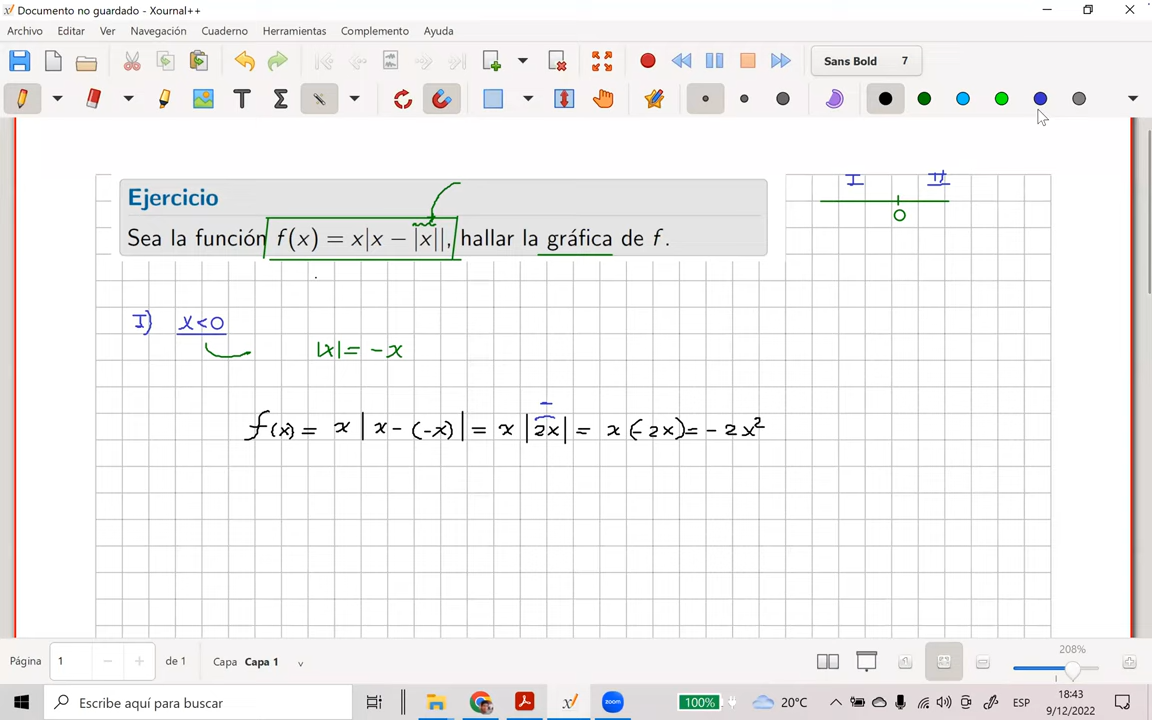 Documento no guardado - Xournal++
Archivo Editar Ver Navegación Cuaderno Herramientas Complemento Ayuda
Sans Bold 7
I II
0
Ejercicio
Sea la función f(x) = x|x − |x||, hallar la gráfica de f.
I) x<0
|x| = -x
f(x) = x |x-(-x)| = x |2x| = x (-2x) = -2x²
-
Página 1 de 1 Capa Capa 1 208%
Escribe aquí para buscar
zoom
100% 20°C ESP 18:43
9/12/2022